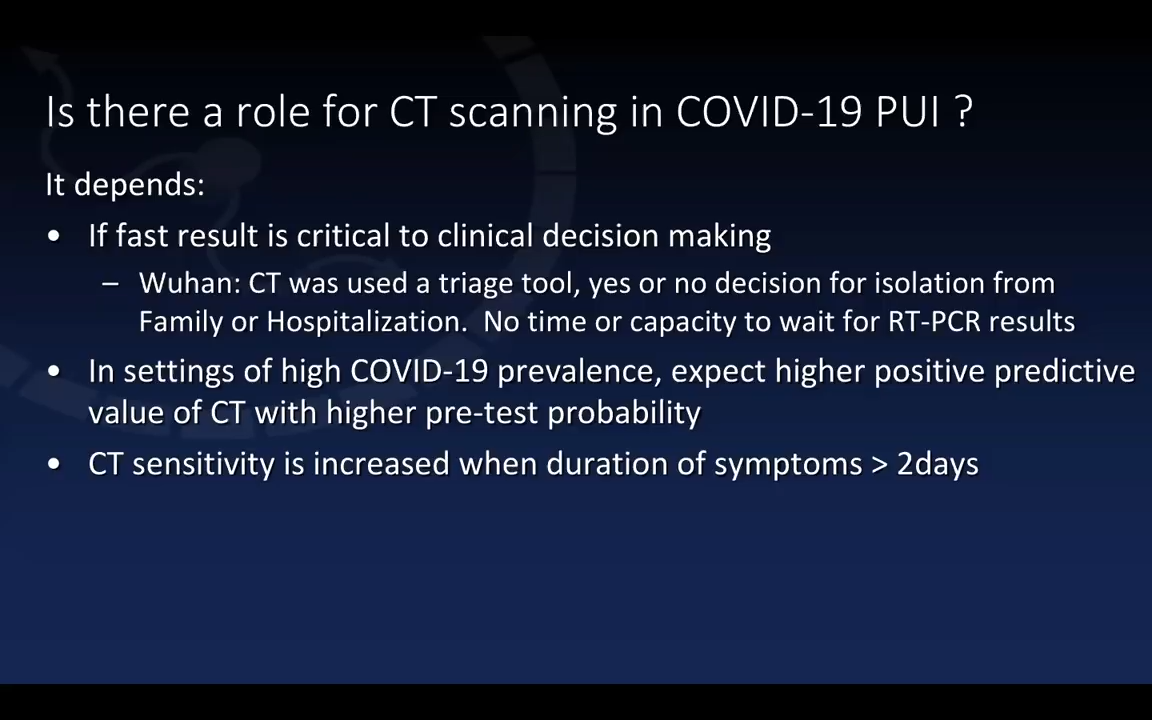 Is there a role for CT scanning in COVID-19 PUI ?
It depends:
• If fast result is critical to clinical decision making
– Wuhan: CT was used a triage tool, yes or no decision for isolation from
Family or Hospitalization.  No time or capacity to wait for RT-PCR results
• In settings of high COVID-19 prevalence, expect higher positive predictive
value of CT with higher pre-test probability
• CT sensitivity is increased when duration of symptoms > 2days